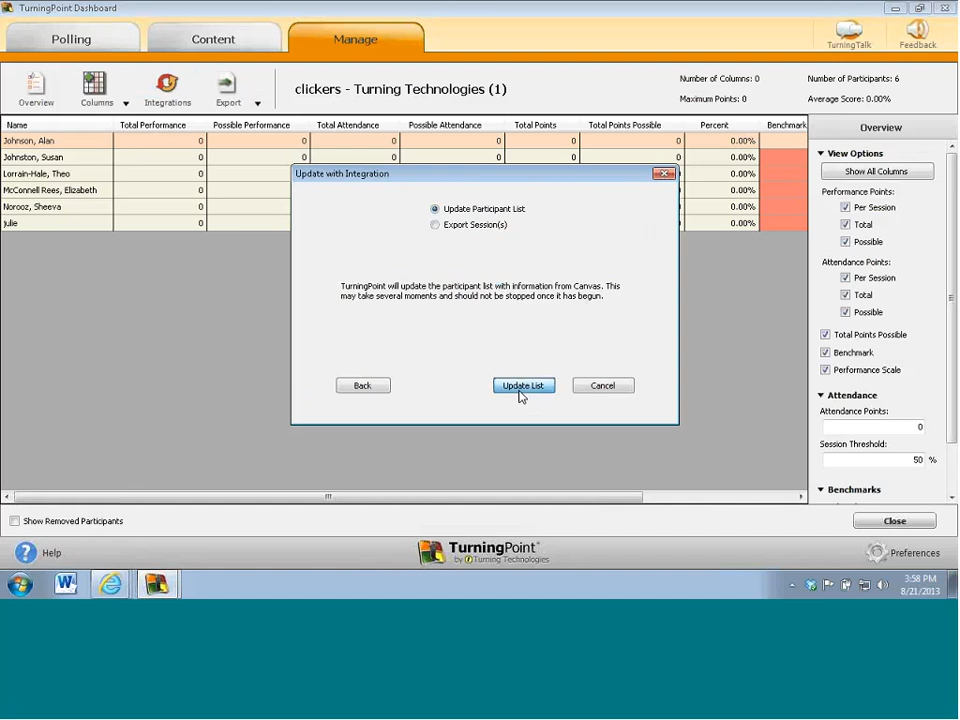 TurningPoint Dashboard
Polling
Content
Manage
TurningTalk
Feedback
Overview
Columns
Integrations
Export
clickers - Turning Technologies (1)
Number of Columns: 0
Number of Participants: 6
Maximum Points: 0
Average Score: 0.00%
Name Total Performance Possible Performance Total Attendance Possible Attendance Total Points Total Points Possible Percent Benchmark
Johnson, Alan 0 0 0 0 0 0 0.00%
Johnston, Susan 0 0 0 0 0 0 0.00%
Lorrain-Hale, Theo 0 0.00%
McConnell Rees, Elizabeth 0 0.00%
Norooz, Sheeva 0 0.00%
julie 0 0.00%
Update with Integration
Update Participant List
Export Session(s)
TurningPoint will update the participant list with information from Canvas. This
may take several moments and should not be stopped once it has begun.
Back
Update List
Cancel
Overview
View Options
Show All Columns
Performance Points:
Per Session
Total
Possible
Attendance Points:
Per Session
Total
Possible
Total Points Possible
Benchmark
Performance Scale
Attendance
Attendance Points:
0
Session Threshold:
50 %
Benchmarks
Show Removed Participants
Close
Help
TurningPoint
by Turning Technologies
Preferences
3:58 PM
8/21/2013